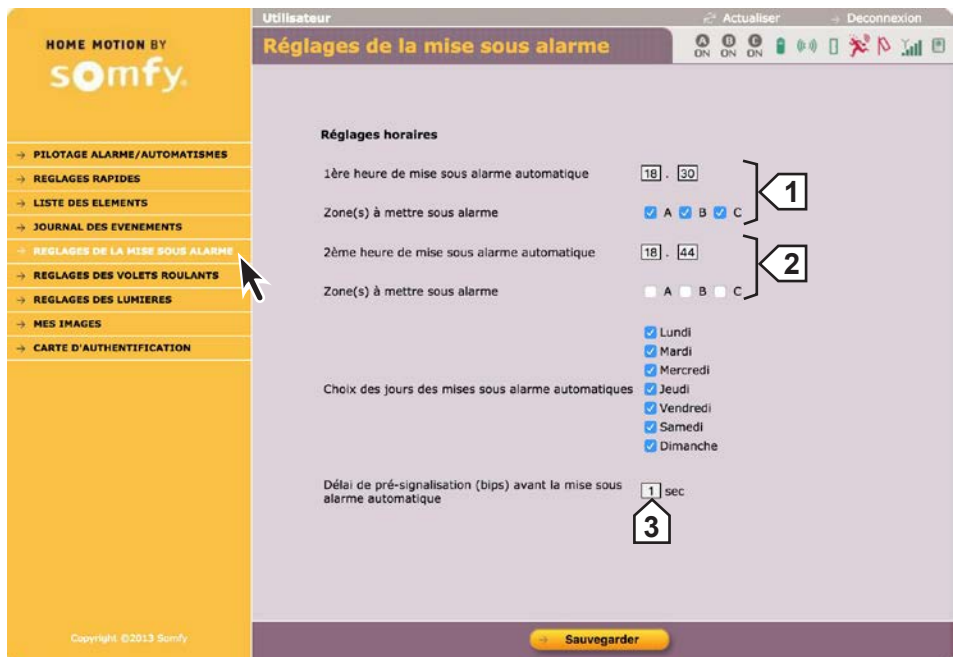 Utilisateur
Actualiser
Deconnexion
HOME MOTION BY
somfy.
Réglages de la mise sous alarme
A B C
ON ON ON
PILOTAGE ALARME/AUTOMATISMES
REGLAGES RAPIDES
LISTE DES ELEMENTS
JOURNAL DES EVENEMENTS
REGLAGES DE LA MISE SOUS ALARME
REGLAGES DES VOLETS ROULANTS
REGLAGES DES LUMIERES
MES IMAGES
CARTE D'AUTHENTIFICATION
Réglages horaires
1ère heure de mise sous alarme automatique 18 . 30
Zone(s) à mettre sous alarme A B C
1
2ème heure de mise sous alarme automatique 18 . 44
Zone(s) à mettre sous alarme A B C
2
Choix des jours des mises sous alarme automatiques
Lundi
Mardi
Mercredi
Jeudi
Vendredi
Samedi
Dimanche
Délai de pré-signalisation (bips) avant la mise sous
alarme automatique
1 sec
3
Copyright ©2013 Somfy
Sauvegarder